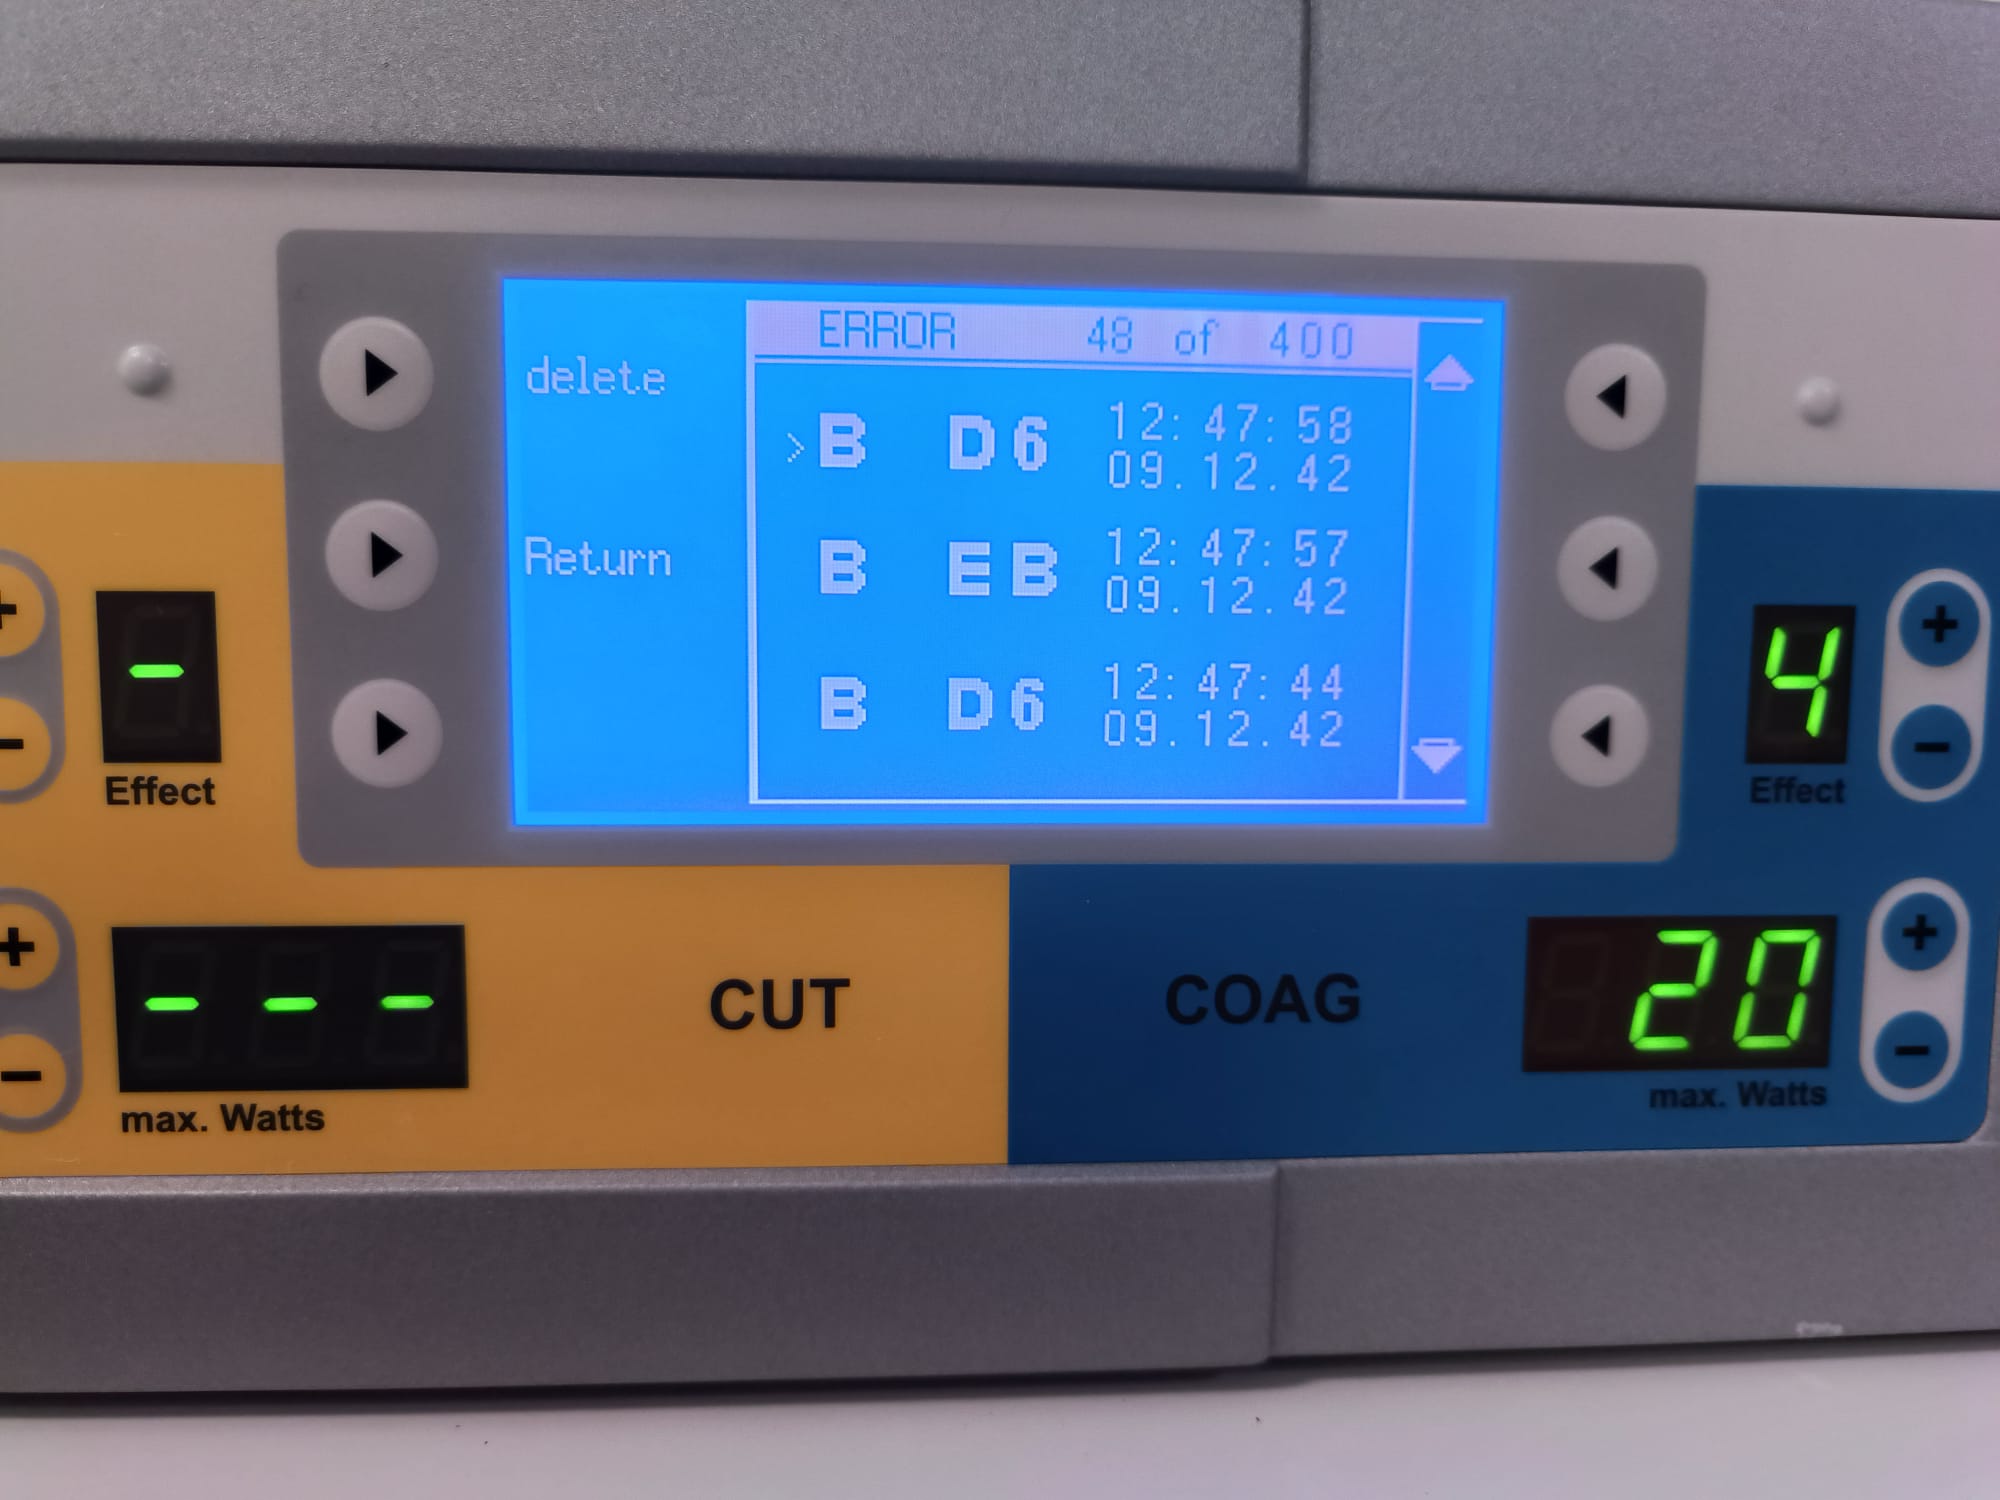 ERROR 48 of 400
delete
>B D6 12:47:58
09.12.42
Return
B EB 12:47:57
09.12.42
B D6 12:47:44
09.12.42
+
-
-
Effect
4
+
-
Effect
+
-
- - -
max. Watts
CUT
COAG
20
+
-
max. Watts